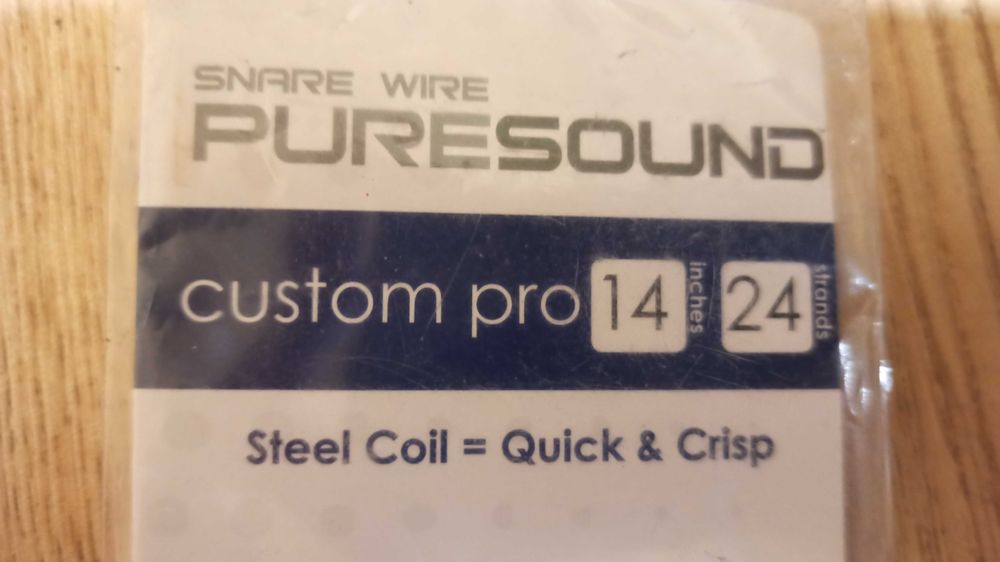 SNARE WIRE
PURESOUND
custom pro 14 inches 24 strands
Steel Coil = Quick & Crisp